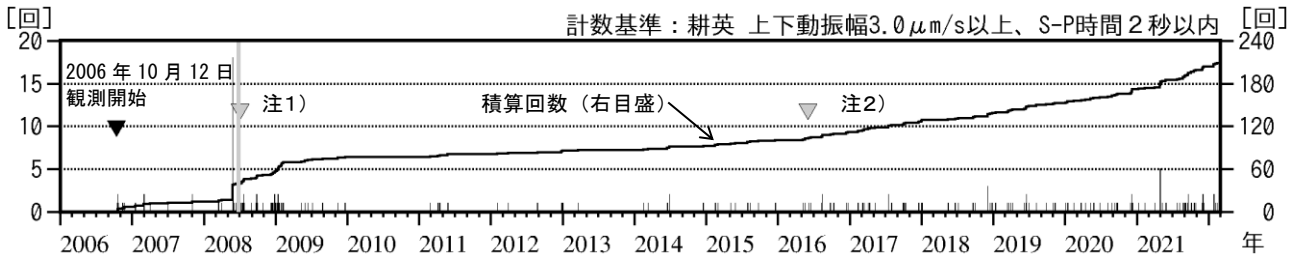 [回]
[回]
計数基準：耕英 上下動振幅3.0μm/s以上、S-P時間２秒以内
20
240
2006 年 10 月 12 日
観測開始
15
180
注１）
積算回数（右目盛）
注２）
10
120
5
60
0
0
2006 2007 2008 2009 2010 2011 2012 2013 2014 2015 2016 2017 2018 2019 2020 2021 年